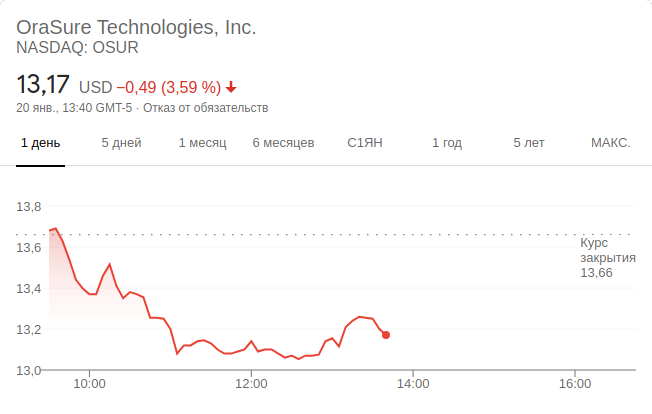 OraSure Technologies, Inc.
NASDAQ: OSUR
13,17 USD −0,49 (3,59 %)
20 янв., 13:40 GMT-5 · Отказ от обязательств
1 день 5 дней 1 месяц 6 месяцев С1ЯН 1 год 5 лет МАКС.
13,8
13,6
13,4
13,2
13,0
Курс
закрытия
13,66
10:00 12:00 14:00 16:00